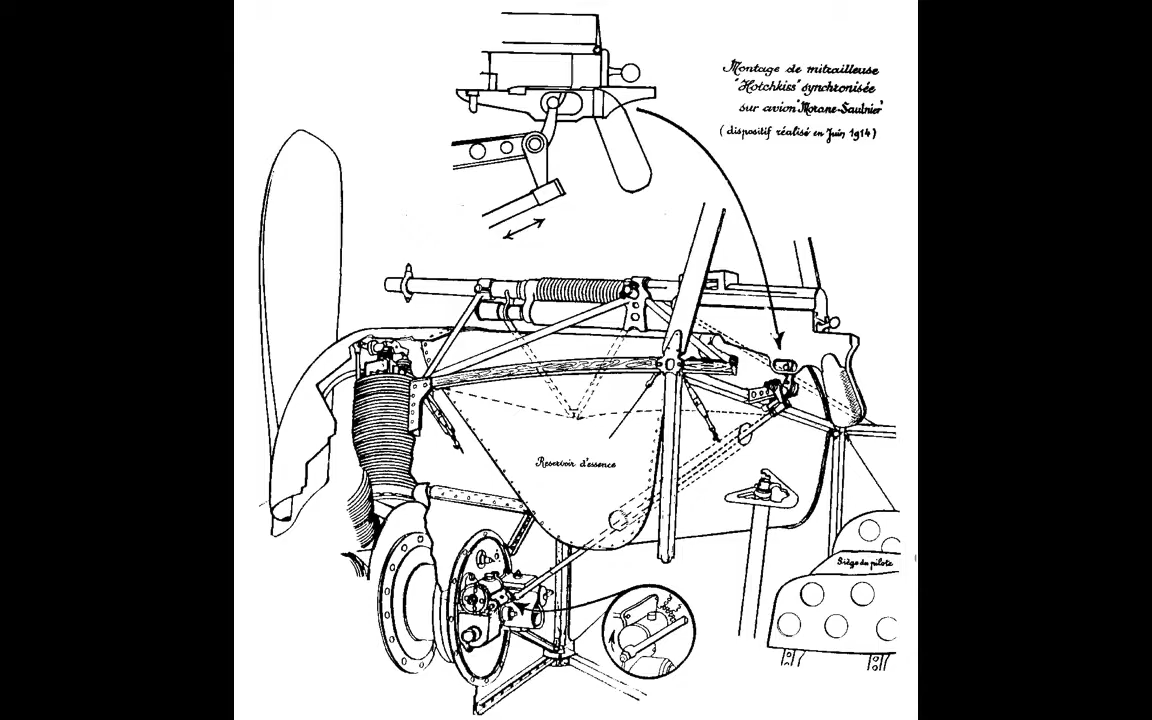 Montage de mitrailleuse
"Hotchkiss" synchronisée
sur avion "Morane-Saulnier"
(dispositif réalisé en Juin 1914)
Reservoir d'essence
Siège du pilote